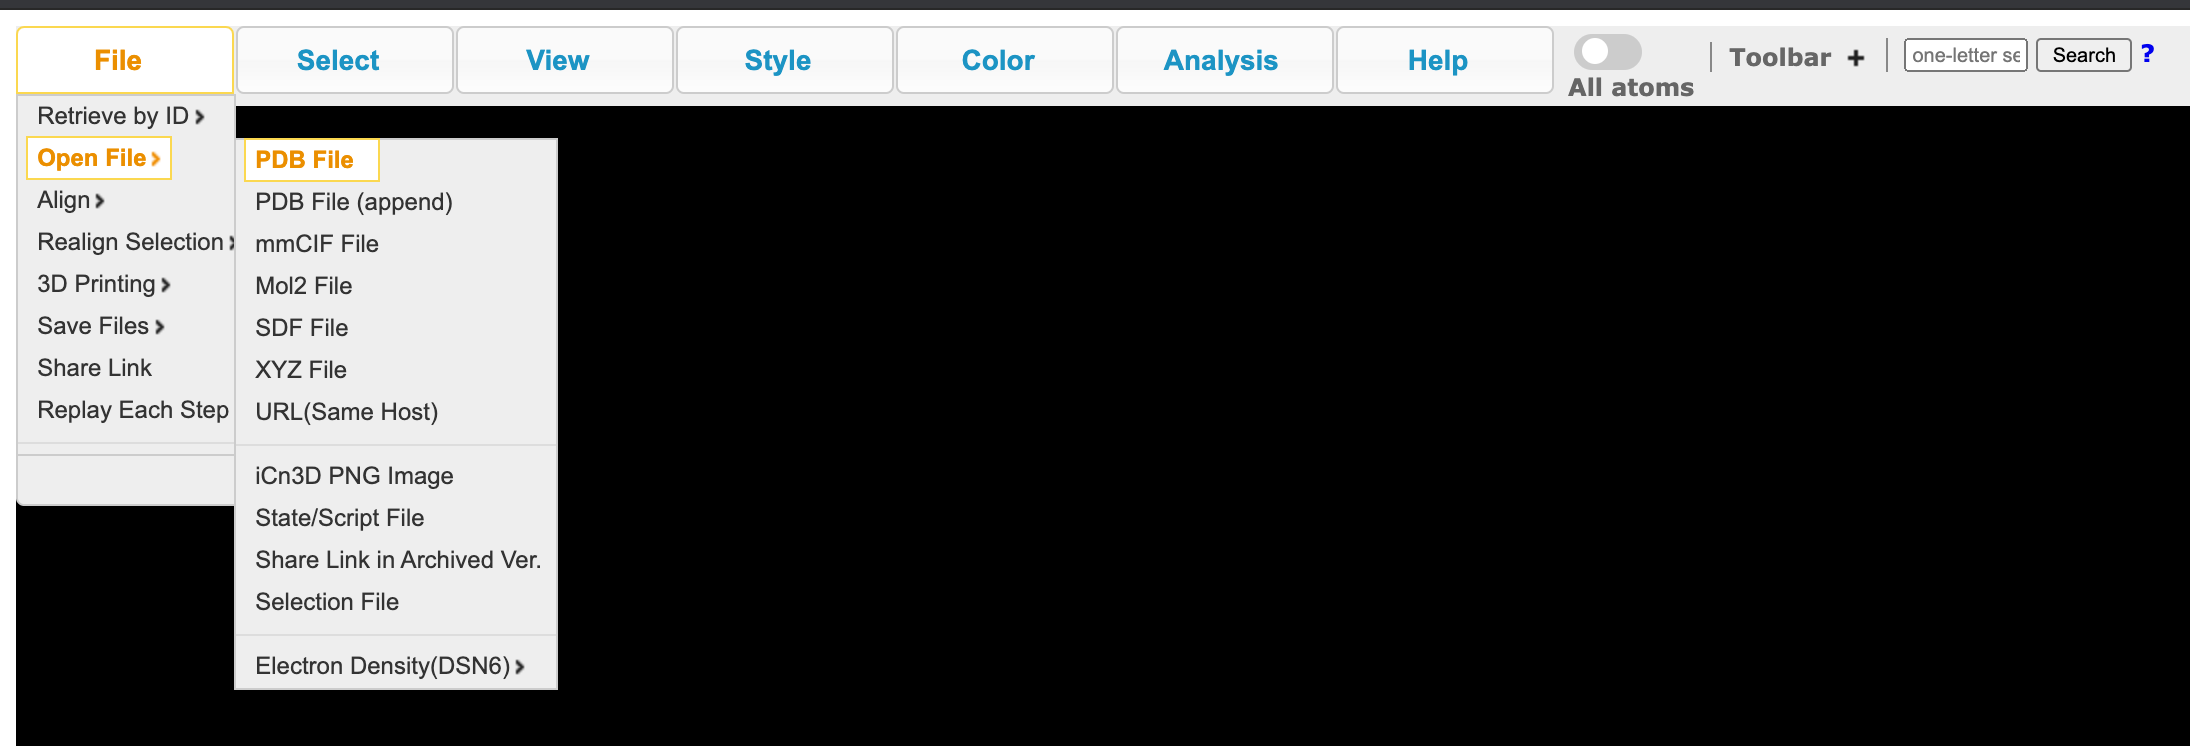 File Select View Style Color Analysis Help All atoms Toolbar + one-letter se Search ?
Retrieve by ID
Open File
Align
Realign Selection
3D Printing
Save Files
Share Link
Replay Each Step
PDB File
PDB File (append)
mmCIF File
Mol2 File
SDF File
XYZ File
URL(Same Host)
iCn3D PNG Image
State/Script File
Share Link in Archived Ver.
Selection File
Electron Density(DSN6)